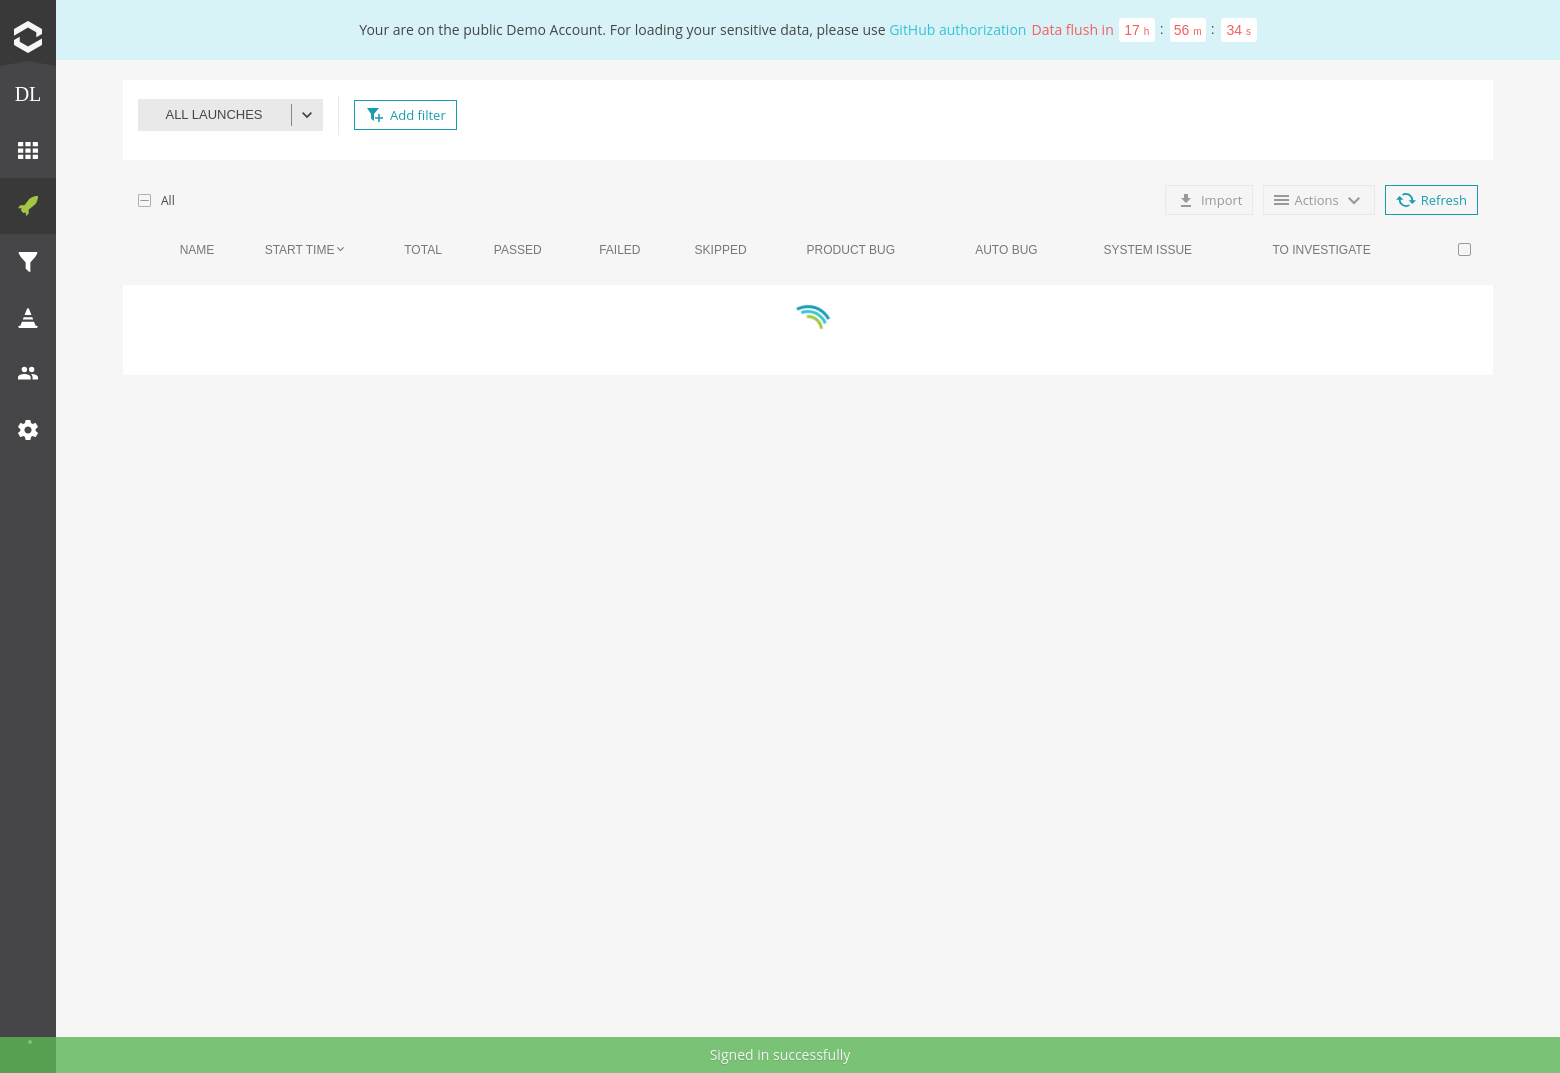 Your are on the public Demo Account. For loading your sensitive data, please use GitHub authorization Data flush in 17 h : 56 m : 34 s
DL
ALL LAUNCHES
Add filter
All
Import
Actions
Refresh
NAME START TIME TOTAL PASSED FAILED SKIPPED PRODUCT BUG AUTO BUG SYSTEM ISSUE TO INVESTIGATE
Signed in successfully